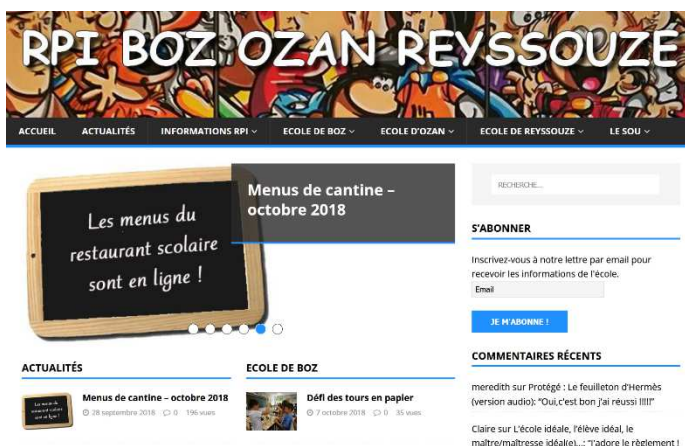 RPI BOZ OZAN REYSSOUZE
ACCUEIL ACTUALITÉS INFORMATIONS RPI ECOLE DE BOZ ECOLE D'OZAN ECOLE DE REYSSOUZE LE SOU
Les menus du
restaurant scolaire
sont en ligne !
Menus de cantine –
octobre 2018
RECHERCHE...
S'ABONNER
Inscrivez-vous à notre lettre par email pour
recevoir les informations de l'école.
Email
JE M'ABONNE !
ACTUALITÉS
Menus de cantine – octobre 2018
28 septembre 2018 0 196 vues
ECOLE DE BOZ
Défi des tours en papier
7 octobre 2018 0 35 vues
COMMENTAIRES RÉCENTS
meredith sur Protégé : Le feuilleton d'Hermès
(version audio): "Oui,c'est bon j'ai réussi !!!!"
Claire sur L'école idéale, l'élève idéal, le
maître/maîtresse idéal(e)...: "J'adore le règlement !